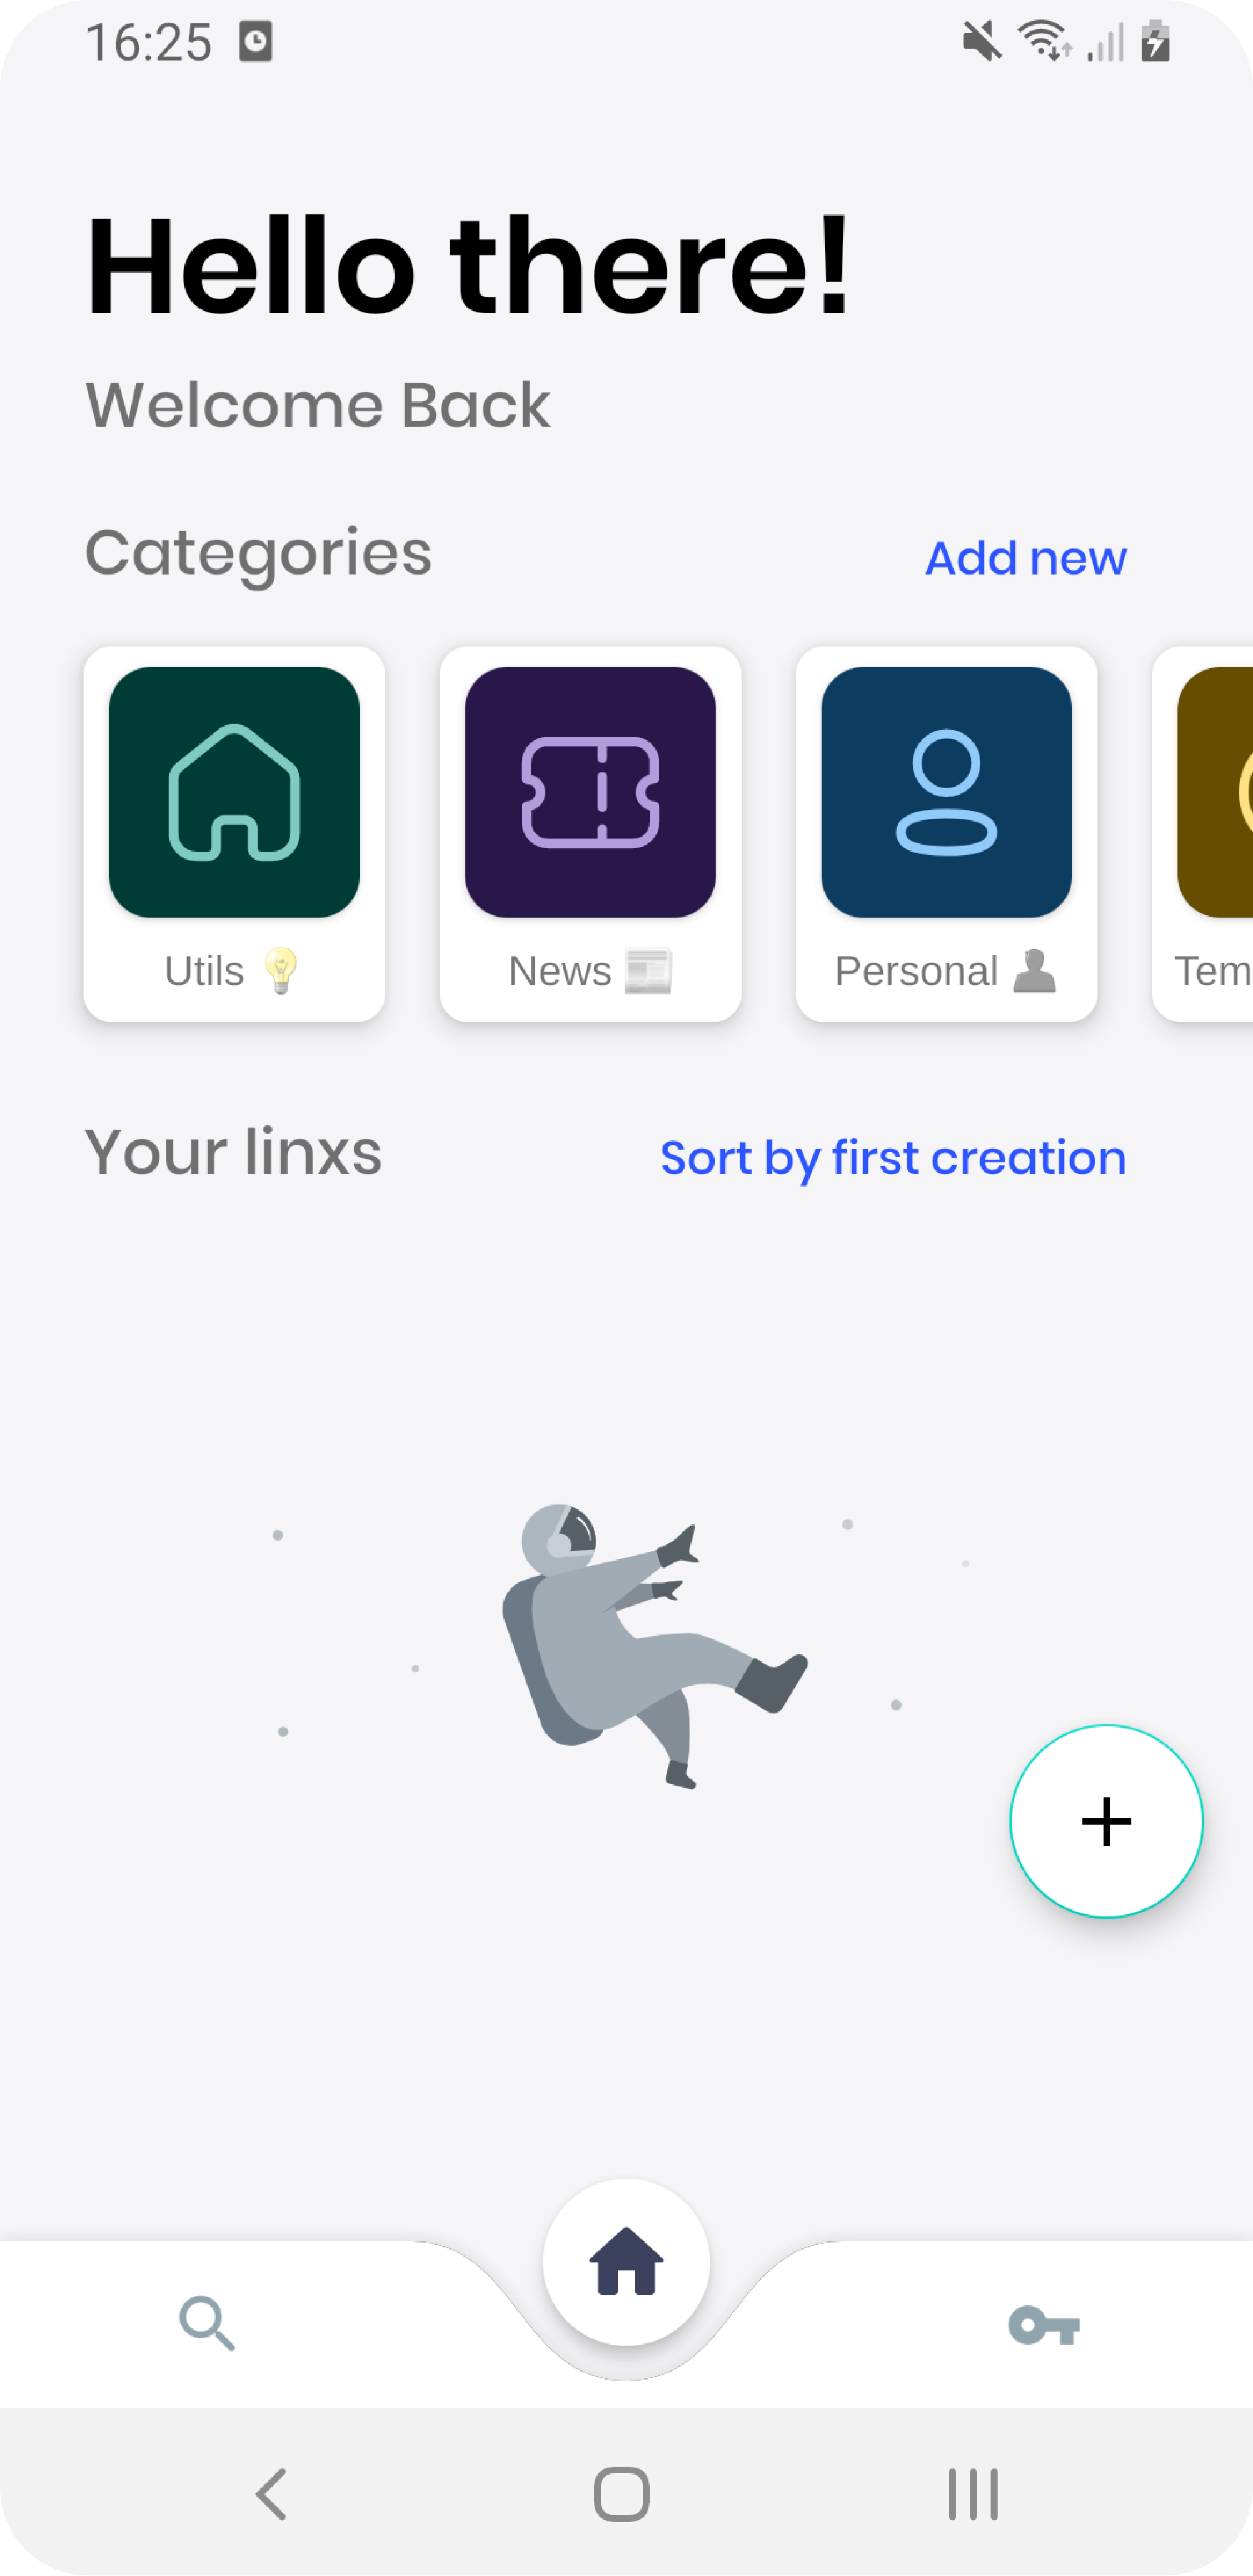 16:25
Hello there!
Welcome Back
Categories
Add new
Utils 💡
News 📰
Personal 👤
Tem
Your linxs
Sort by first creation